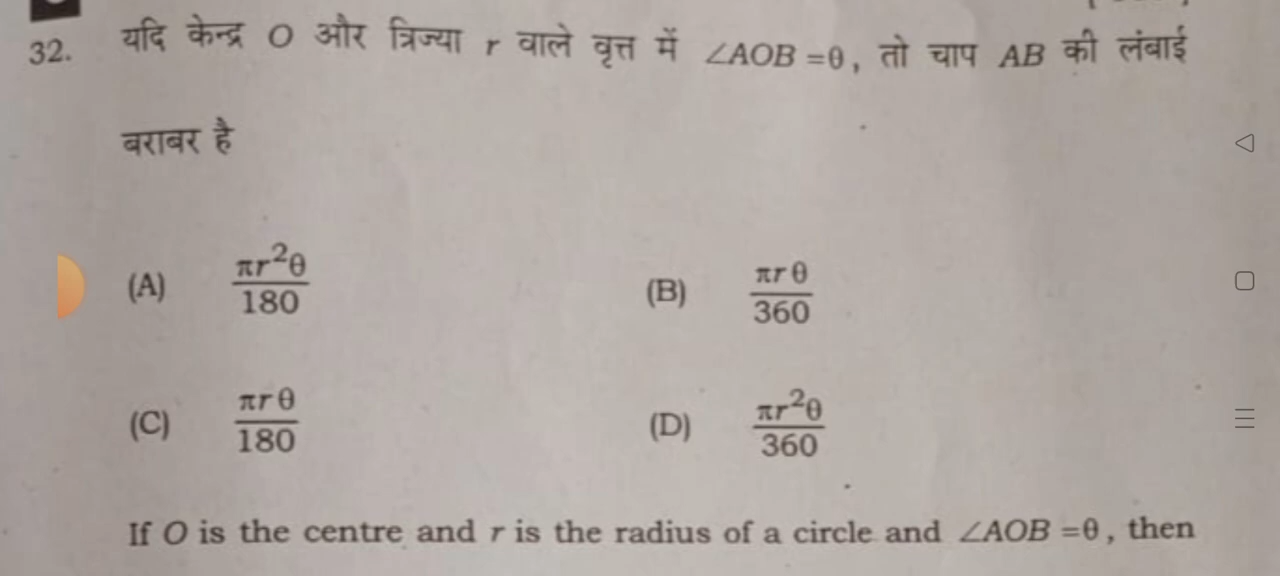 32. यदि केन्द्र O और त्रिज्या r वाले वृत्त में ∠AOB =θ, तो चाप AB की लंबाई
बराबर है
(A) πr²θ/180 (B) πrθ/360
(C) πrθ/180 (D) πr²θ/360
If O is the centre and r is the radius of a circle and ∠AOB =θ, then